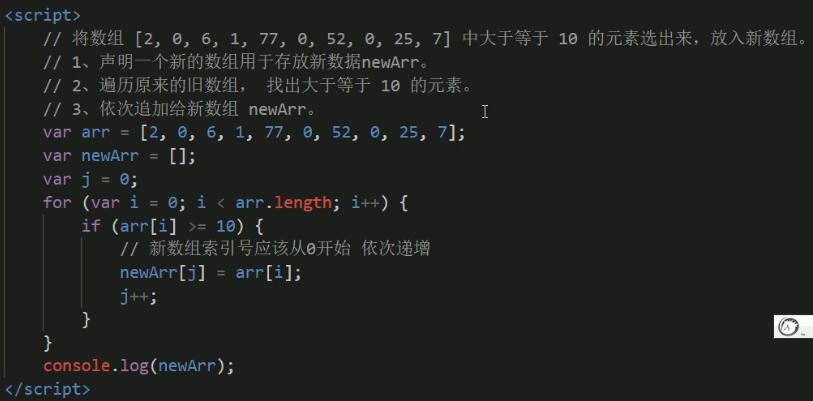 <script>
// 将数组 [2, 0, 6, 1, 77, 0, 52, 0, 25, 7] 中大于等于 10 的元素选出来，放入新数组。
// 1、声明一个新的数组用于存放新数据newArr。
// 2、遍历原来的旧数组， 找出大于等于 10 的元素。
// 3、依次追加给新数组 newArr。
var arr = [2, 0, 6, 1, 77, 0, 52, 0, 25, 7];
var newArr = [];
var j = 0;
for (var i = 0; i < arr.length; i++) {
if (arr[i] >= 10) {
// 新数组索引号应该从0开始 依次递增
newArr[j] = arr[i];
j++;
}
}
console.log(newArr);
</script>